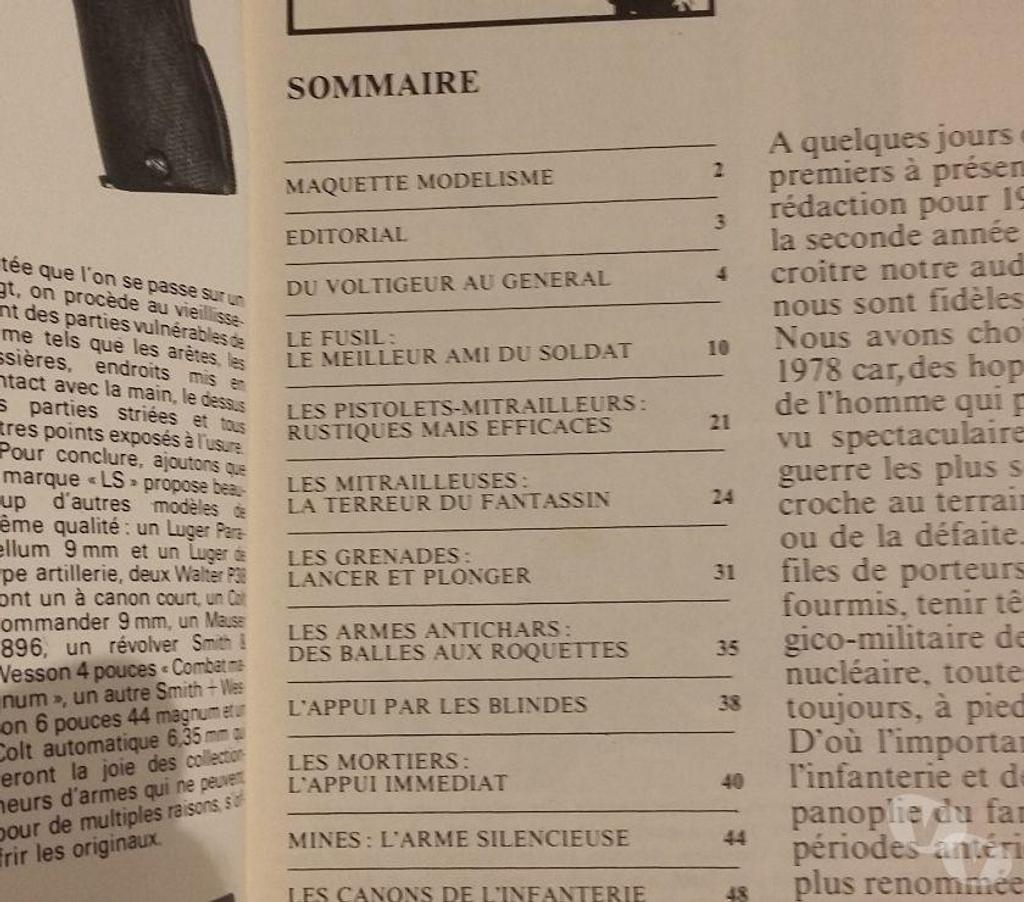 tée que l'on se passe sur un
gt, on procède au vieillisse-
nt des parties vulnérables de
me tels que les arêtes, les
ssières, endroits mis en
ntact avec la main, le dessus
s parties striées et tous
tres points exposés à l'usure.
Pour conclure, ajoutons que
marque « LS » propose beau-
up d'autres modèles de
ême qualité : un Luger Para-
ellum 9 mm et un Luger de
pe artillerie, deux Walter P38
ont un à canon court, un Colt
ommander 9 mm, un Mause
896, un révolver Smith &
Wesson 4 pouces « Combat ma-
gnum », un autre Smith + Wes-
son 6 pouces 44 magnum et un
Colt automatique 6,35 mm qui
eront la joie des collection-
neurs d'armes qui ne peuvent,
pour de multiples raisons, s'of-
frir les originaux.
SOMMAIRE
MAQUETTE MODELISME 2
EDITORIAL 3
DU VOLTIGEUR AU GENERAL 4
LE FUSIL :
LE MEILLEUR AMI DU SOLDAT 10
LES PISTOLETS-MITRAILLEURS :
RUSTIQUES MAIS EFFICACES 21
LES MITRAILLEUSES :
LA TERREUR DU FANTASSIN 24
LES GRENADES :
LANCER ET PLONGER 31
LES ARMES ANTICHARS :
DES BALLES AUX ROQUETTES 35
L'APPUI PAR LES BLINDES 38
LES MORTIERS :
L'APPUI IMMEDIAT 40
MINES : L'ARME SILENCIEUSE 44
LES CANONS DE L'INFANTERIE 48
A quelques jours
premiers à présen
rédaction pour 19
la seconde année
croitre notre aud
nous sont fidèles
Nous avons cho
1978 car, des hop
de l'homme qui p
vu spectaculaire
guerre les plus s
croche au terrain
ou de la défaite.
files de porteurs
fourmis, tenir tê
gico-militaire de
nucléaire, toute
toujours, à pied
D'où l'importan
l'infanterie et de
panoplie du fan
périodes antéri
plus renommée